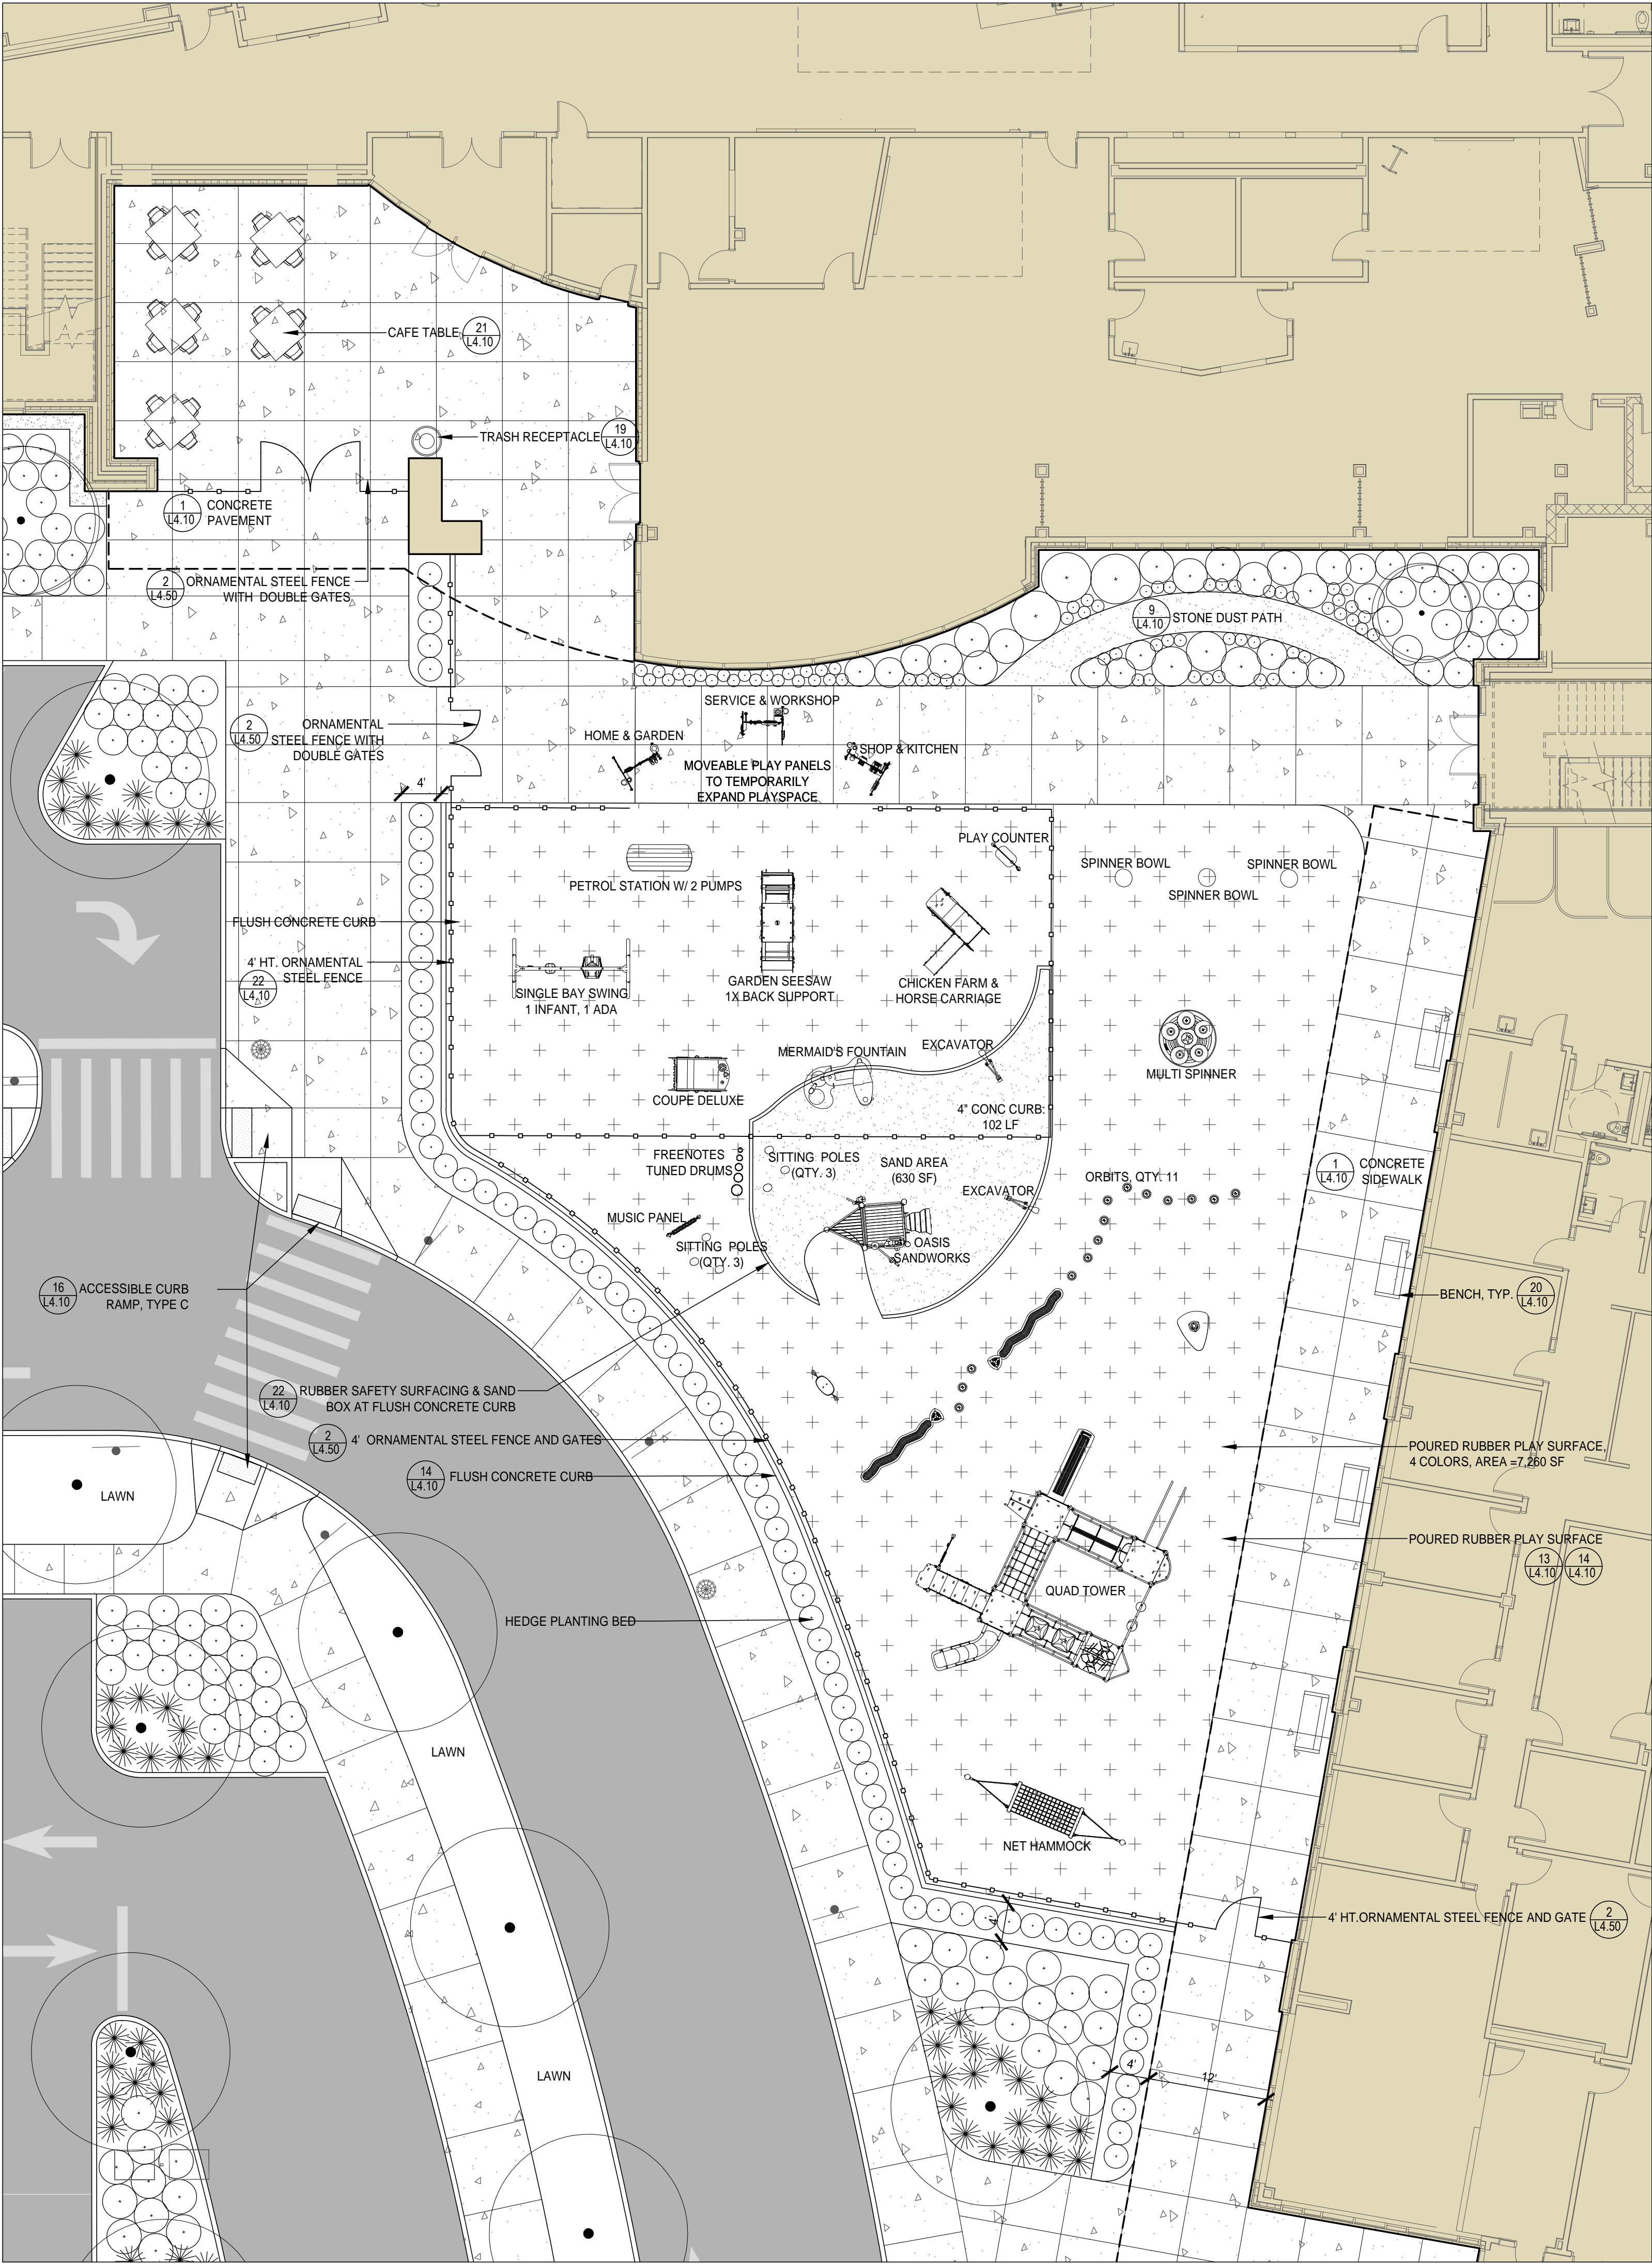 CAFE TABLE
21
L4.10
TRASH RECEPTACLE
19
L4.10
1
L4.10
CONCRETE
PAVEMENT
2
L4.50
ORNAMENTAL STEEL FENCE
WITH DOUBLE GATES
9
L4.10
STONE DUST PATH
2
L4.50
ORNAMENTAL
STEEL FENCE WITH
DOUBLE GATES
4'
SERVICE & WORKSHOP
HOME & GARDEN
SHOP & KITCHEN
MOVEABLE PLAY PANELS
TO TEMPORARILY
EXPAND PLAYSPACE
PLAY COUNTER
PETROL STATION W/ 2 PUMPS
SPINNER BOWL
SPINNER BOWL
SPINNER BOWL
FLUSH CONCRETE CURB
4' HT. ORNAMENTAL
STEEL FENCE
22
L4.10
SINGLE BAY SWING
1 INFANT, 1 ADA
GARDEN SEESAW
1X BACK SUPPORT
CHICKEN FARM &
HORSE CARRIAGE
MERMAID'S FOUNTAIN
EXCAVATOR
MULTI SPINNER
COUPE DELUXE
4" CONC CURB:
102 LF
FREENOTES
TUNED DRUMS
SITTING POLES
(QTY. 3)
SAND AREA
(630 SF)
EXCAVATOR
ORBITS, QTY. 11
1
L4.10
CONCRETE
SIDEWALK
MUSIC PANEL
SITTING POLES
(QTY. 3)
OASIS
SANDWORKS
16
L4.10
ACCESSIBLE CURB
RAMP, TYPE C
BENCH, TYP.
20
L4.10
22
L4.10
RUBBER SAFETY SURFACING & SAND
BOX AT FLUSH CONCRETE CURB
2
L4.50
4' ORNAMENTAL STEEL FENCE AND GATES
14
L4.10
FLUSH CONCRETE CURB
POURED RUBBER PLAY SURFACE,
4 COLORS, AREA =7,260 SF
LAWN
POURED RUBBER PLAY SURFACE
13
L4.10
14
L4.10
QUAD TOWER
HEDGE PLANTING BED
LAWN
NET HAMMOCK
4'
4' HT.ORNAMENTAL STEEL FENCE AND GATE
2
L4.50
LAWN
4'
12'